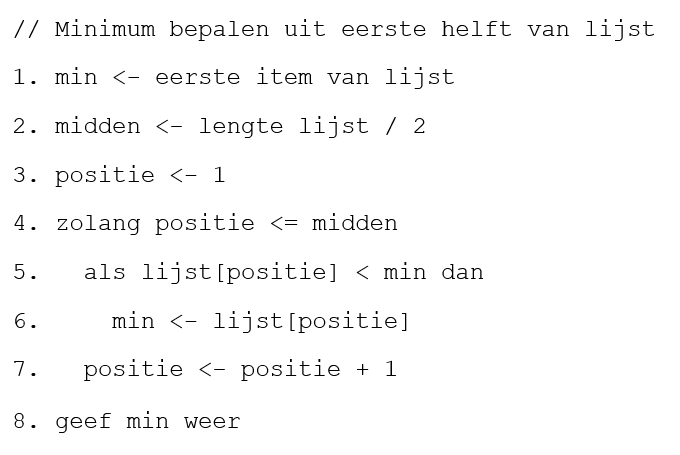 // Minimum bepalen uit eerste helft van lijst
1. min <- eerste item van lijst
2. midden <- lengte lijst / 2
3. positie <- 1
4. zolang positie <= midden
5.   als lijst[positie] < min dan
6.     min <- lijst[positie]
7.   positie <- positie + 1
8. geef min weer